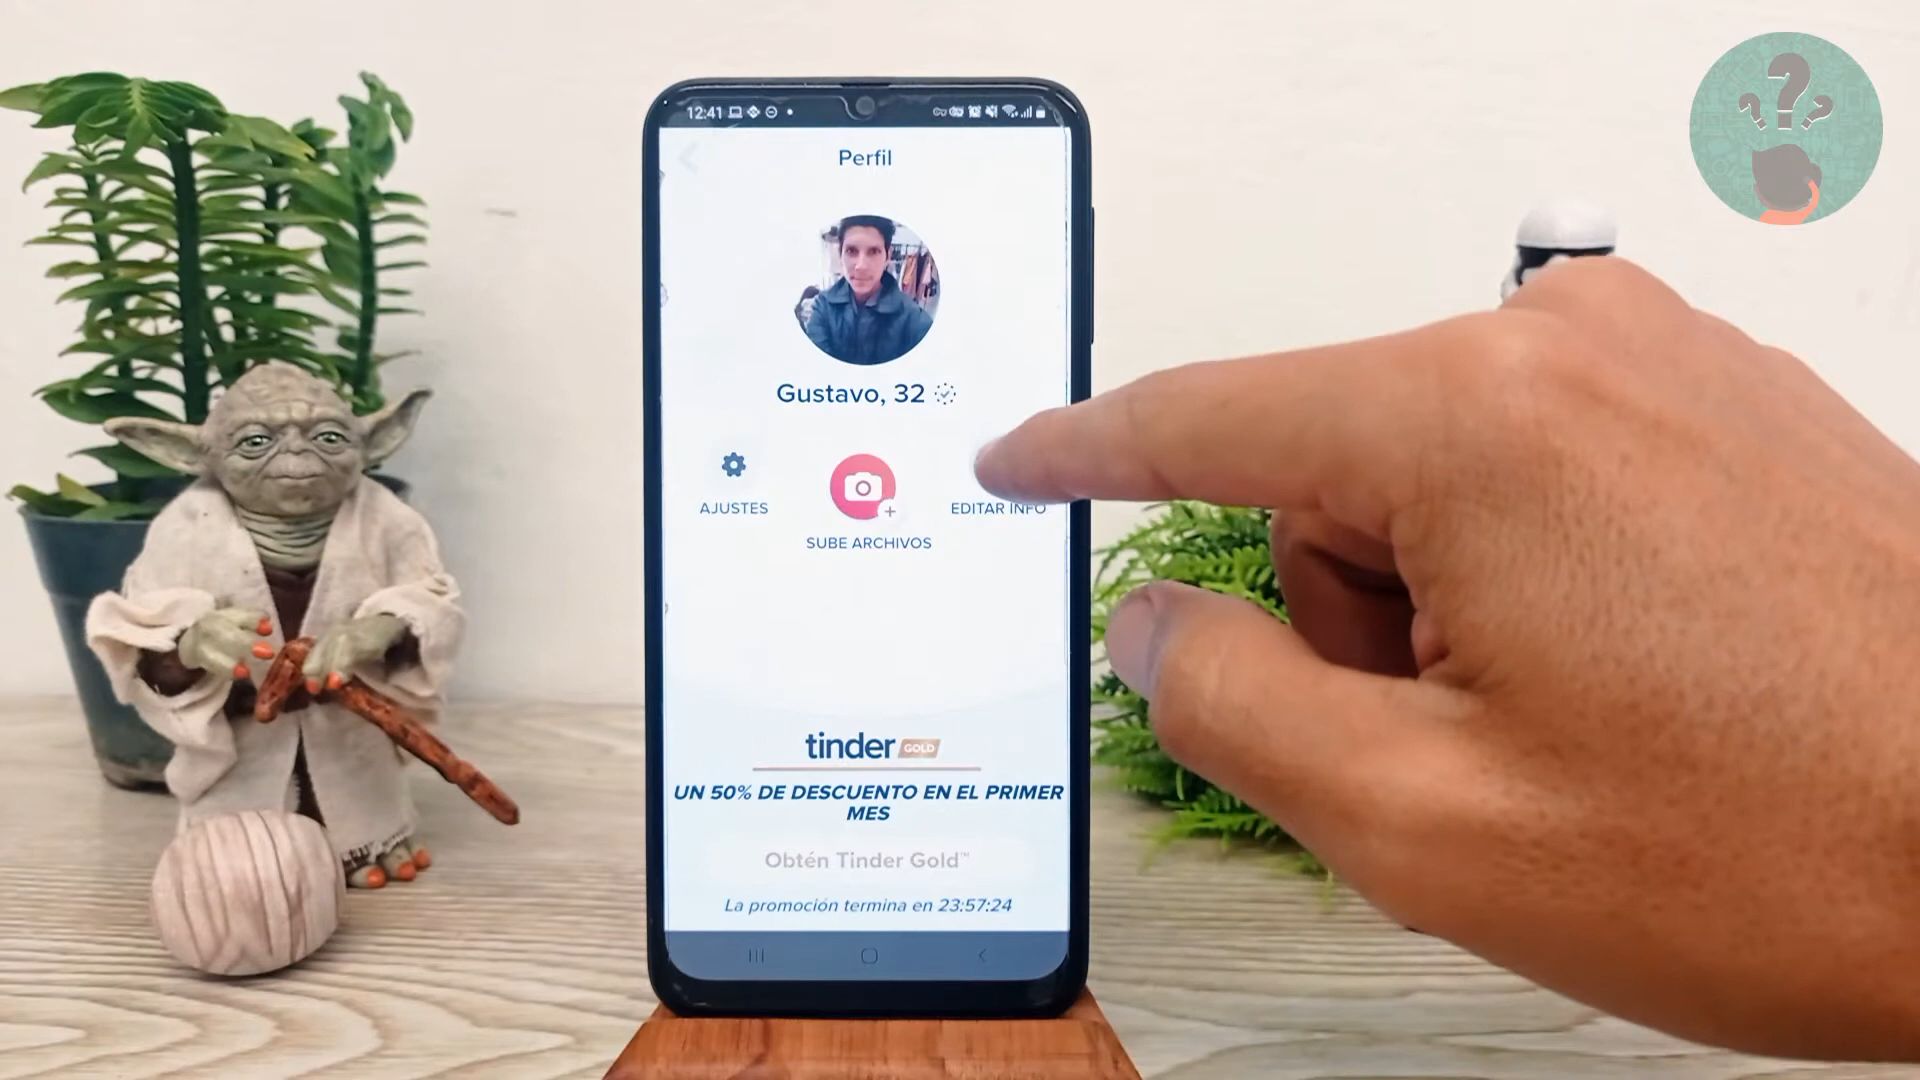 12:41
Perfil
Gustavo, 32
AJUSTES
SUBE ARCHIVOS
EDITAR INFO
tinder GOLD
UN 50% DE DESCUENTO EN EL PRIMER
MES
Obtén Tinder Gold™
La promoción termina en 23:57:24